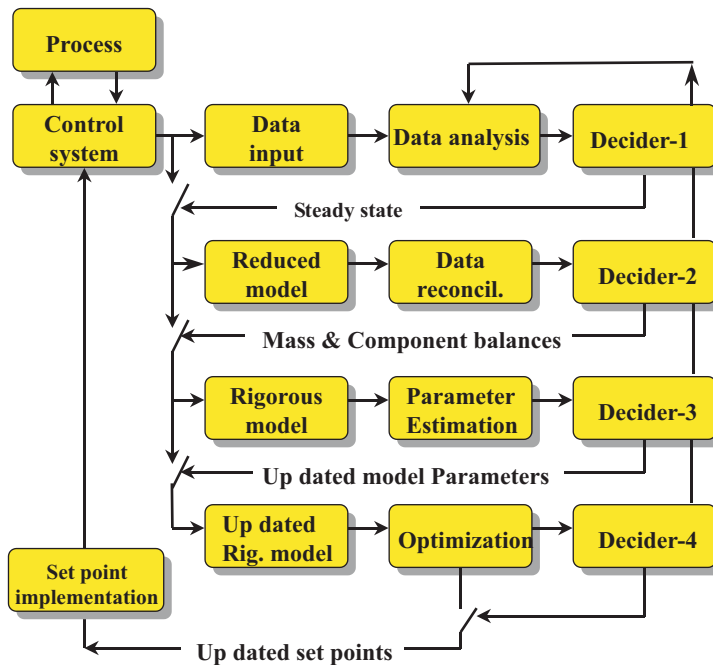 Process
Control
system
Data
input
Data analysis
Decider-1
Steady state
Reduced
model
Data
reconcil.
Decider-2
Mass & Component balances
Rigorous
model
Parameter
Estimation
Decider-3
Up dated model Parameters
Up dated
Rig. model
Optimization
Decider-4
Set point
implementation
Up dated set points